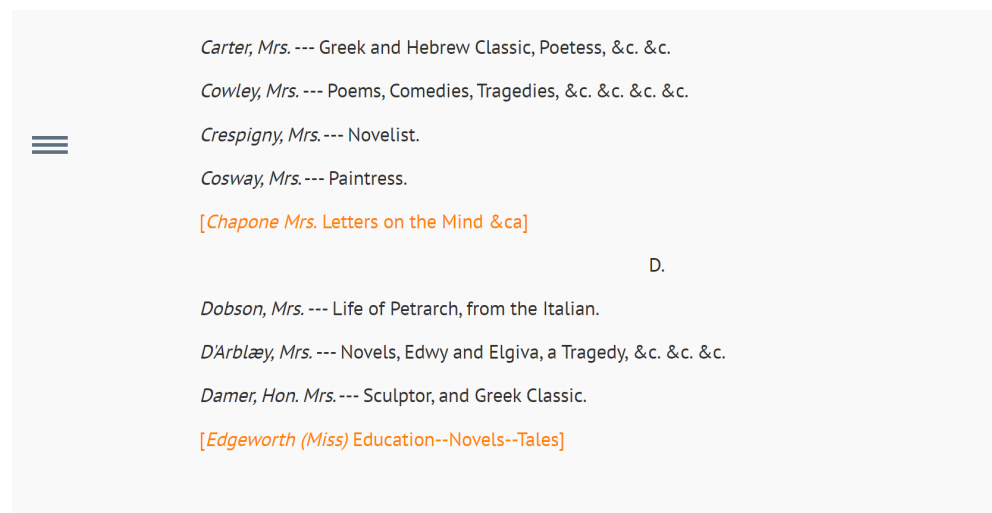 Carter, Mrs. --- Greek and Hebrew Classic, Poetess, &c. &c.
Cowley, Mrs. --- Poems, Comedies, Tragedies, &c. &c. &c. &c.
Crespigny, Mrs. --- Novelist.
Cosway, Mrs. --- Paintress.
[Chapone Mrs. Letters on the Mind &ca]
D.
Dobson, Mrs. --- Life of Petrarch, from the Italian.
D'Arblæy, Mrs. --- Novels, Edwy and Elgiva, a Tragedy, &c. &c. &c.
Damer, Hon. Mrs. --- Sculptor, and Greek Classic.
[Edgeworth (Miss) Education--Novels--Tales]